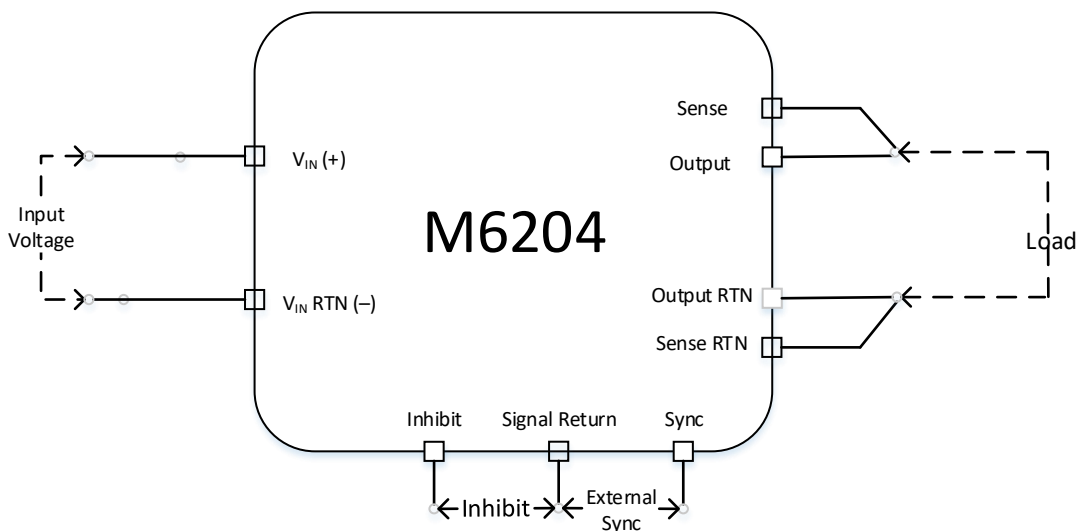 Sense
V_IN (+)
Output
Input
Voltage
M6204
Load
V_IN RTN (–)
Output RTN
Sense RTN
Inhibit
Signal Return
Sync
Inhibit
External
Sync